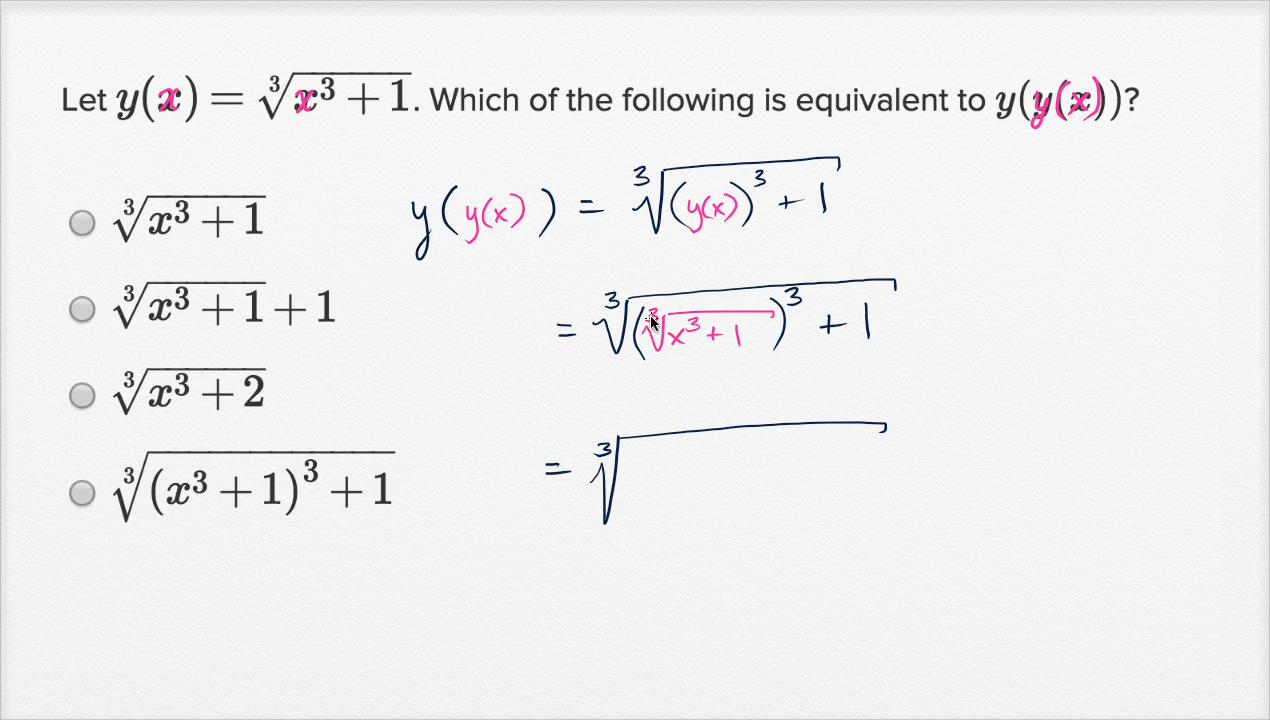 Let y(x) = ∛(x³ + 1). Which of the following is equivalent to y(y(x))?
∛(x³ + 1)
∛(x³ + 1) + 1
∛(x³ + 2)
∛((x³ + 1)³ + 1)
y(y(x)) = ∛((y(x))³ + 1)
= ∛((∛(x³ + 1))³ + 1)
= ∛